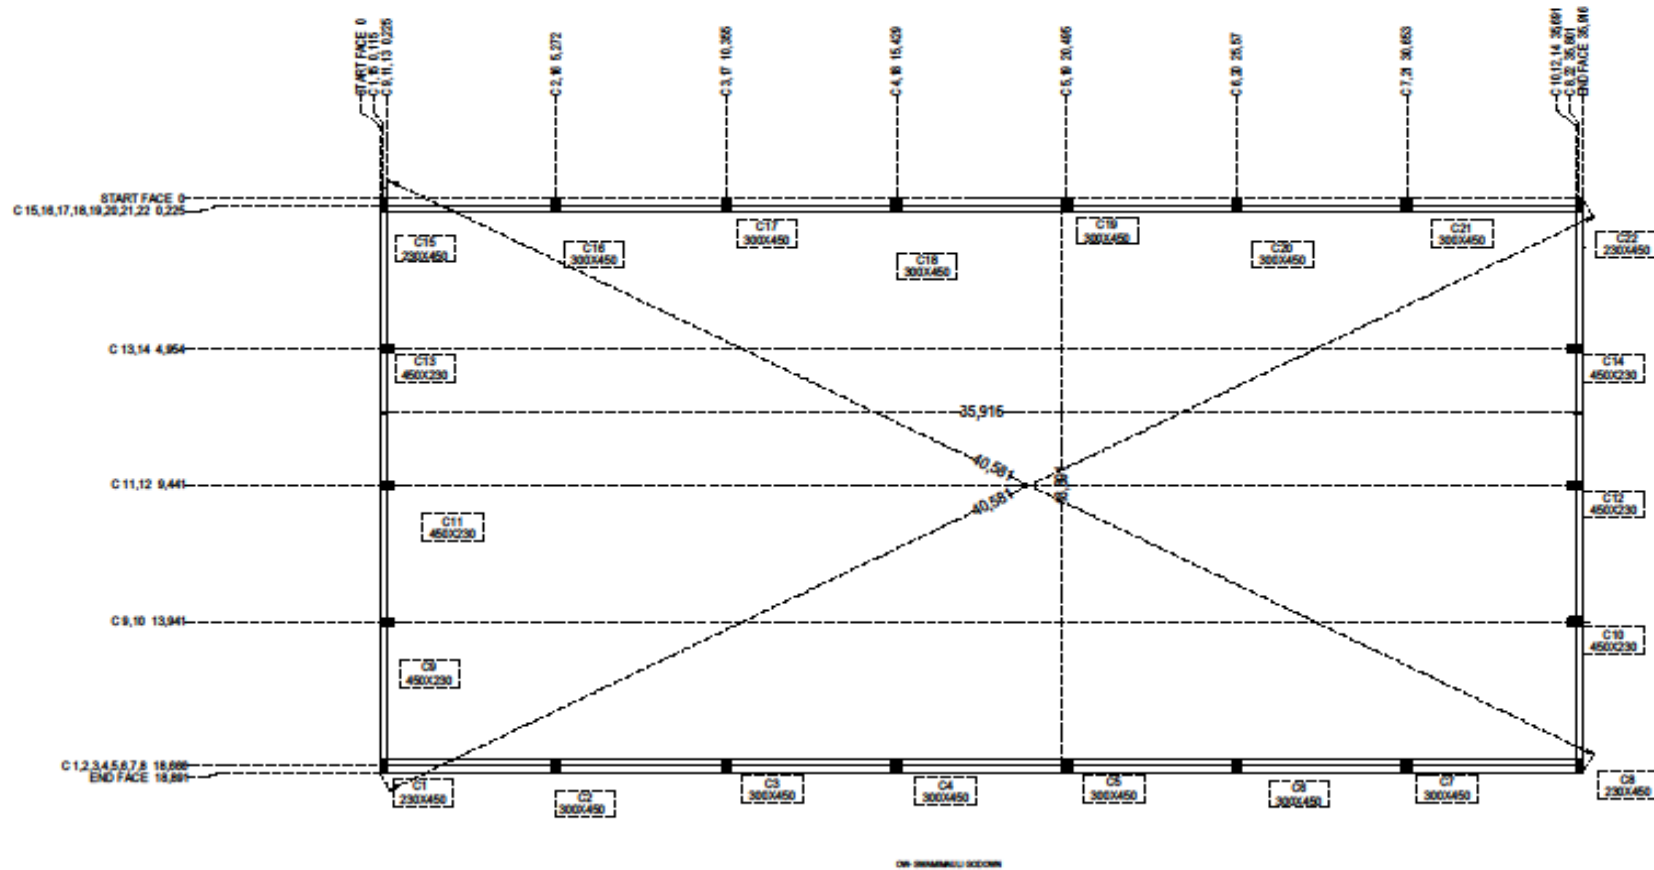 START FACE 0
C 1,15 0,115
C 9,11,13 0,225
C 2,16 5,272
C 3,17 10,355
C 4,18 15,429
C 5,19 20,495
C 6,20 25,57
C 7,21 30,653
C 10,12,14 35,691
C 8,22 35,801
END FACE 35,916
START FACE 0
C 15,16,17,18,19,20,21,22 0,225
C15
230X450
C16
300X450
C17
300X450
C18
300X450
C19
300X450
C20
300X450
C21
300X450
C22
230X450
C 13,14 4,954
C13
450X230
C14
450X230
35,916
40,581
40,581
C 11,12 9,441
C11
450X230
C12
450X230
C 9,10 13,941
C9
450X230
C10
450X230
C 1,2,3,4,5,6,7,8 18,666
END FACE 18,891
C1
230X450
C2
300X450
C3
300X450
C4
300X450
C5
300X450
C6
300X450
C7
300X450
C8
230X450